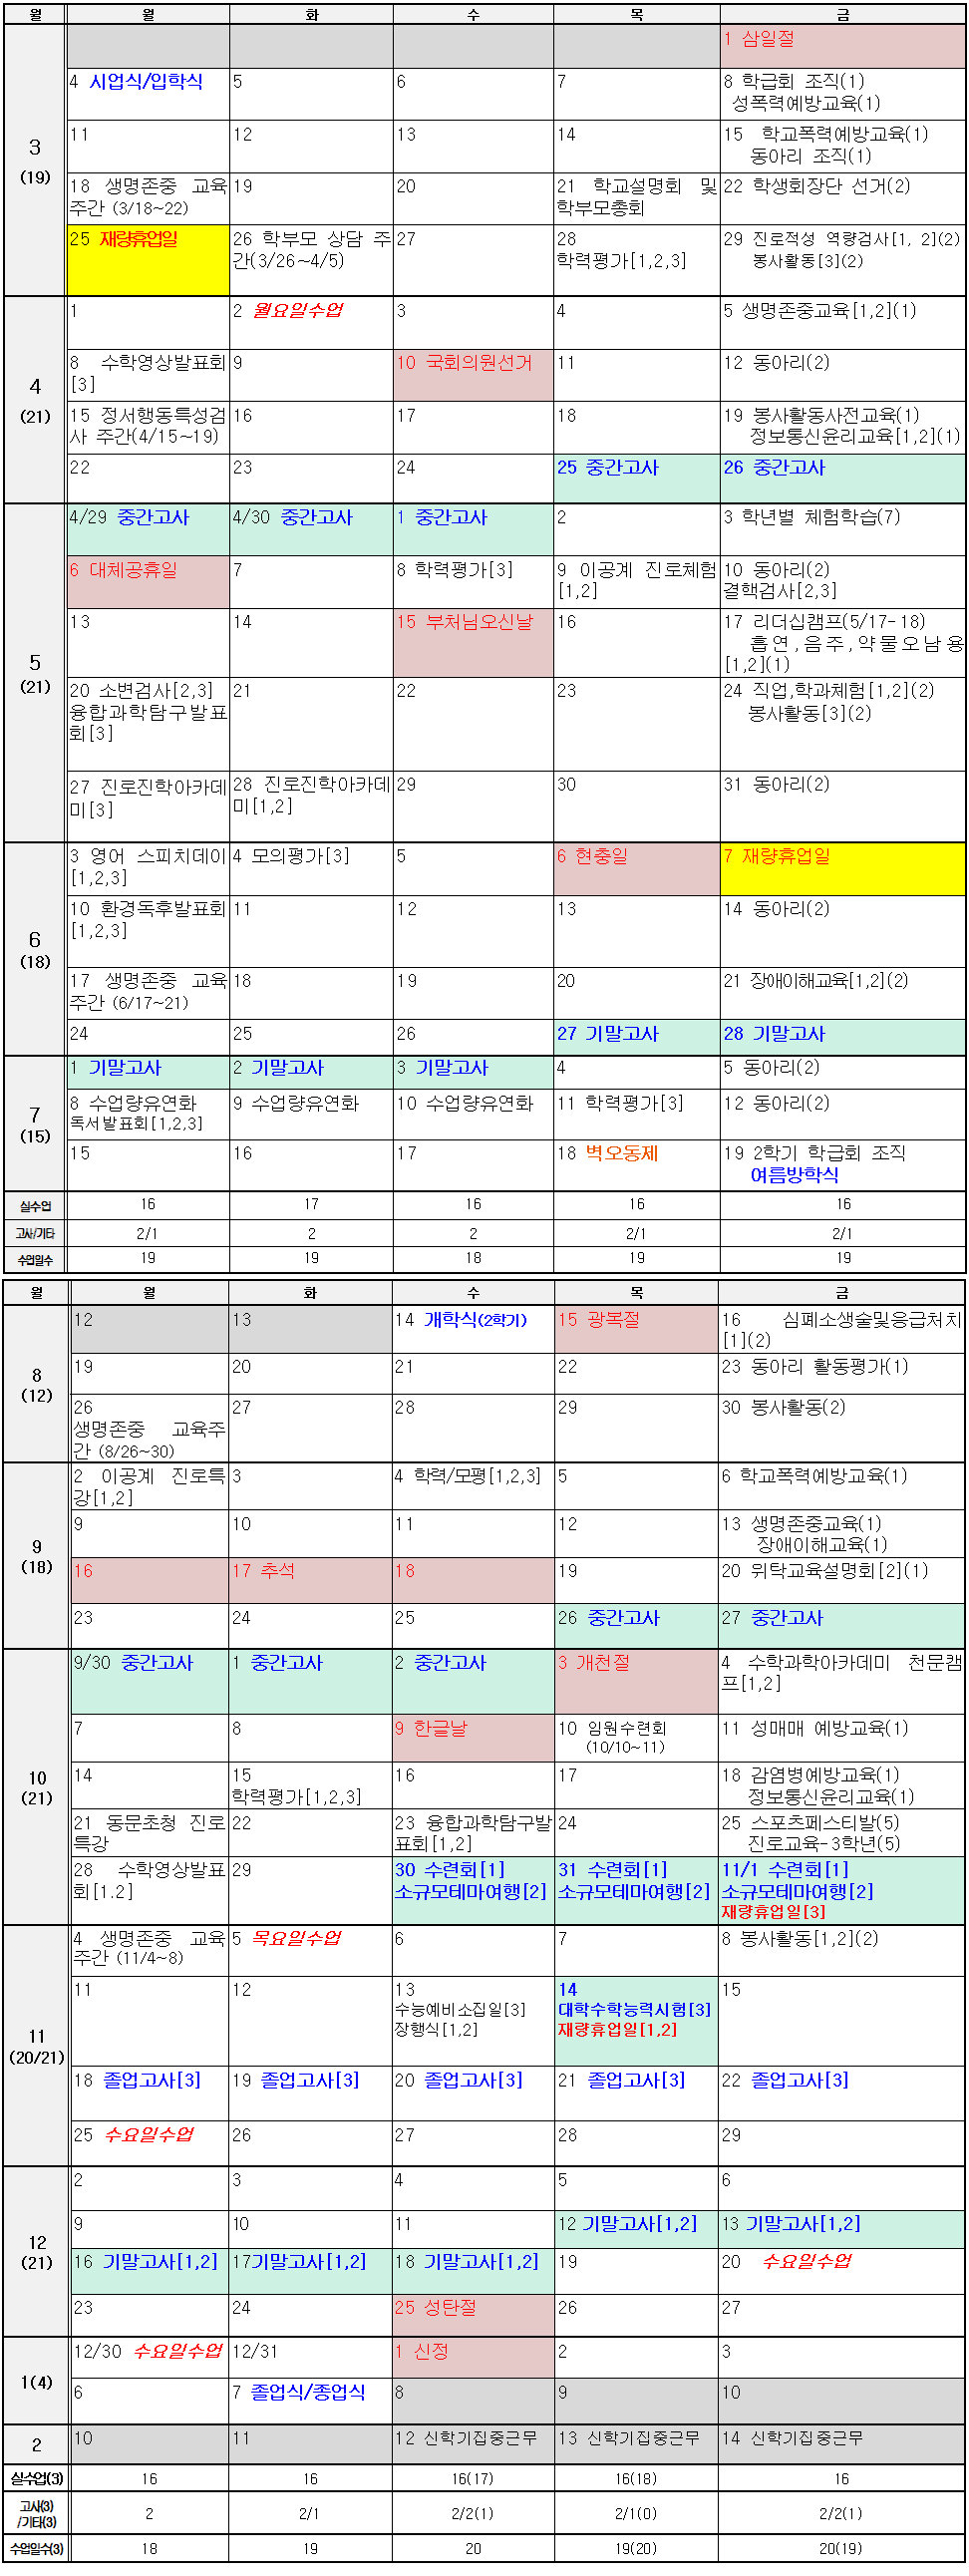 월 월 화 수 목 금
3
(19)
1 삼일절
4 시업식/입학식 5 6 7 8 학급회 조직(1)
성폭력예방교육(1)
11 12 13 14 15 학교폭력예방교육(1)
동아리 조직(1)
18 생명존중 교육 19 20 21 학교설명회 및 22 학생회장단 선거(2)
주간 (3/18~22) 학부모총회
25 재량휴업일 26 학부모 상담 주 27 28 29 진로적성 역량검사[1, 2](2)
간(3/26~4/5) 학력평가[1,2,3] 봉사활동[3](2)
4
(21)
1 2 월요일수업 3 4 5 생명존중교육[1,2](1)
8 수학영상발표회 9 10 국회의원선거 11 12 동아리(2)
[3]
15 정서행동특성검 16 17 18 19 봉사활동사전교육(1)
사 주간(4/15~19) 정보통신윤리교육[1,2](1)
22 23 24 25 중간고사 26 중간고사
5
(21)
4/29 중간고사 4/30 중간고사 1 중간고사 2 3 학년별 체험학습(7)
6 대체공휴일 7 8 학력평가[3] 9 이공계 진로체험 10 동아리(2)
[1,2] 결핵검사[2,3]
13 14 15 부처님오신날 16 17 리더십캠프(5/17-18)
흡연,음주,약물오남용
[1,2](1)
20 소변검사[2,3] 21 22 23 24 직업,학과체험[1,2](2)
융합과학탐구발표 봉사활동[3](2)
회[3]
27 진로진학아카데 28 진로진학아카데 29 30 31 동아리(2)
미[3] 미[1,2]
6
(18)
3 영어 스피치데이 4 모의평가[3] 5 6 현충일 7 재량휴업일
[1,2,3]
10 환경독후발표회 11 12 13 14 동아리(2)
[1,2,3]
17 생명존중 교육 18 19 20 21 장애이해교육[1,2](2)
주간 (6/17~21)
24 25 26 27 기말고사 28 기말고사
7
(15)
1 기말고사 2 기말고사 3 기말고사 4 5 동아리(2)
8 수업량유연화 9 수업량유연화 10 수업량유연화 11 학력평가[3] 12 동아리(2)
독서발표회[1,2,3]
15 16 17 18 벽오동제 19 2학기 학급회 조직
여름방학식
실수업 16 17 16 16 16
고사/기타 2/1 2 2 2/1 2/1
수업일수 19 19 18 19 19
월 월 화 수 목 금
8
(12)
12 13 14 개학식(2학기) 15 광복절 16 심폐소생술및응급처치
[1](2)
19 20 21 22 23 동아리 활동평가(1)
26 27 28 29 30 봉사활동(2)
생명존중 교육주
간 (8/26~30)
9
(18)
2 이공계 진로특 3 4 학력/모평[1,2,3] 5 6 학교폭력예방교육(1)
강[1,2]
9 10 11 12 13 생명존중교육(1)
장애이해교육(1)
16 17 추석 18 19 20 위탁교육설명회[2](1)
23 24 25 26 중간고사 27 중간고사
10
(21)
9/30 중간고사 1 중간고사 2 중간고사 3 개천절 4 수학과학아카데미 천문캠
프[1,2]
7 8 9 한글날 10 임원수련회 11 성매매 예방교육(1)
(10/10~11)
14 15 16 17 18 감염병예방교육(1)
학력평가[1,2,3] 정보통신윤리교육(1)
21 동문초청 진로 22 23 융합과학탐구발 24 25 스포츠페스티발(5)
특강 표회[1,2] 진로교육-3학년(5)
28 수학영상발표 29 30 수련회[1] 31 수련회[1] 11/1 수련회[1]
회[1.2] 소규모테마여행[2] 소규모테마여행[2] 소규모테마여행[2]
재량휴업일[3]
11
(20/21)
4 생명존중 교육 5 목요일수업 6 7 8 봉사활동[1,2](2)
주간 (11/4~8)
11 12 13 14 15
수능예비소집일[3] 대학수학능력시험[3]
장행식[1,2] 재량휴업일[1,2]
18 졸업고사[3] 19 졸업고사[3] 20 졸업고사[3] 21 졸업고사[3] 22 졸업고사[3]
25 수요일수업 26 27 28 29
12
(21)
2 3 4 5 6
9 10 11 12 기말고사[1,2] 13 기말고사[1,2]
16 기말고사[1,2] 17기말고사[1,2] 18 기말고사[1,2] 19 20 수요일수업
23 24 25 성탄절 26 27
1(4)
12/30 수요일수업 12/31 1 신정 2 3
6 7 졸업식/종업식 8 9 10
2 10 11 12 신학기집중근무 13 신학기집중근무 14 신학기집중근무
실수업(3) 16 16 16(17) 16(18) 16
고사(3)
/기타(3) 2 2/1 2/2(1) 2/1(0) 2/2(1)
수업일수(3) 18 19 20 19(20) 20(19)